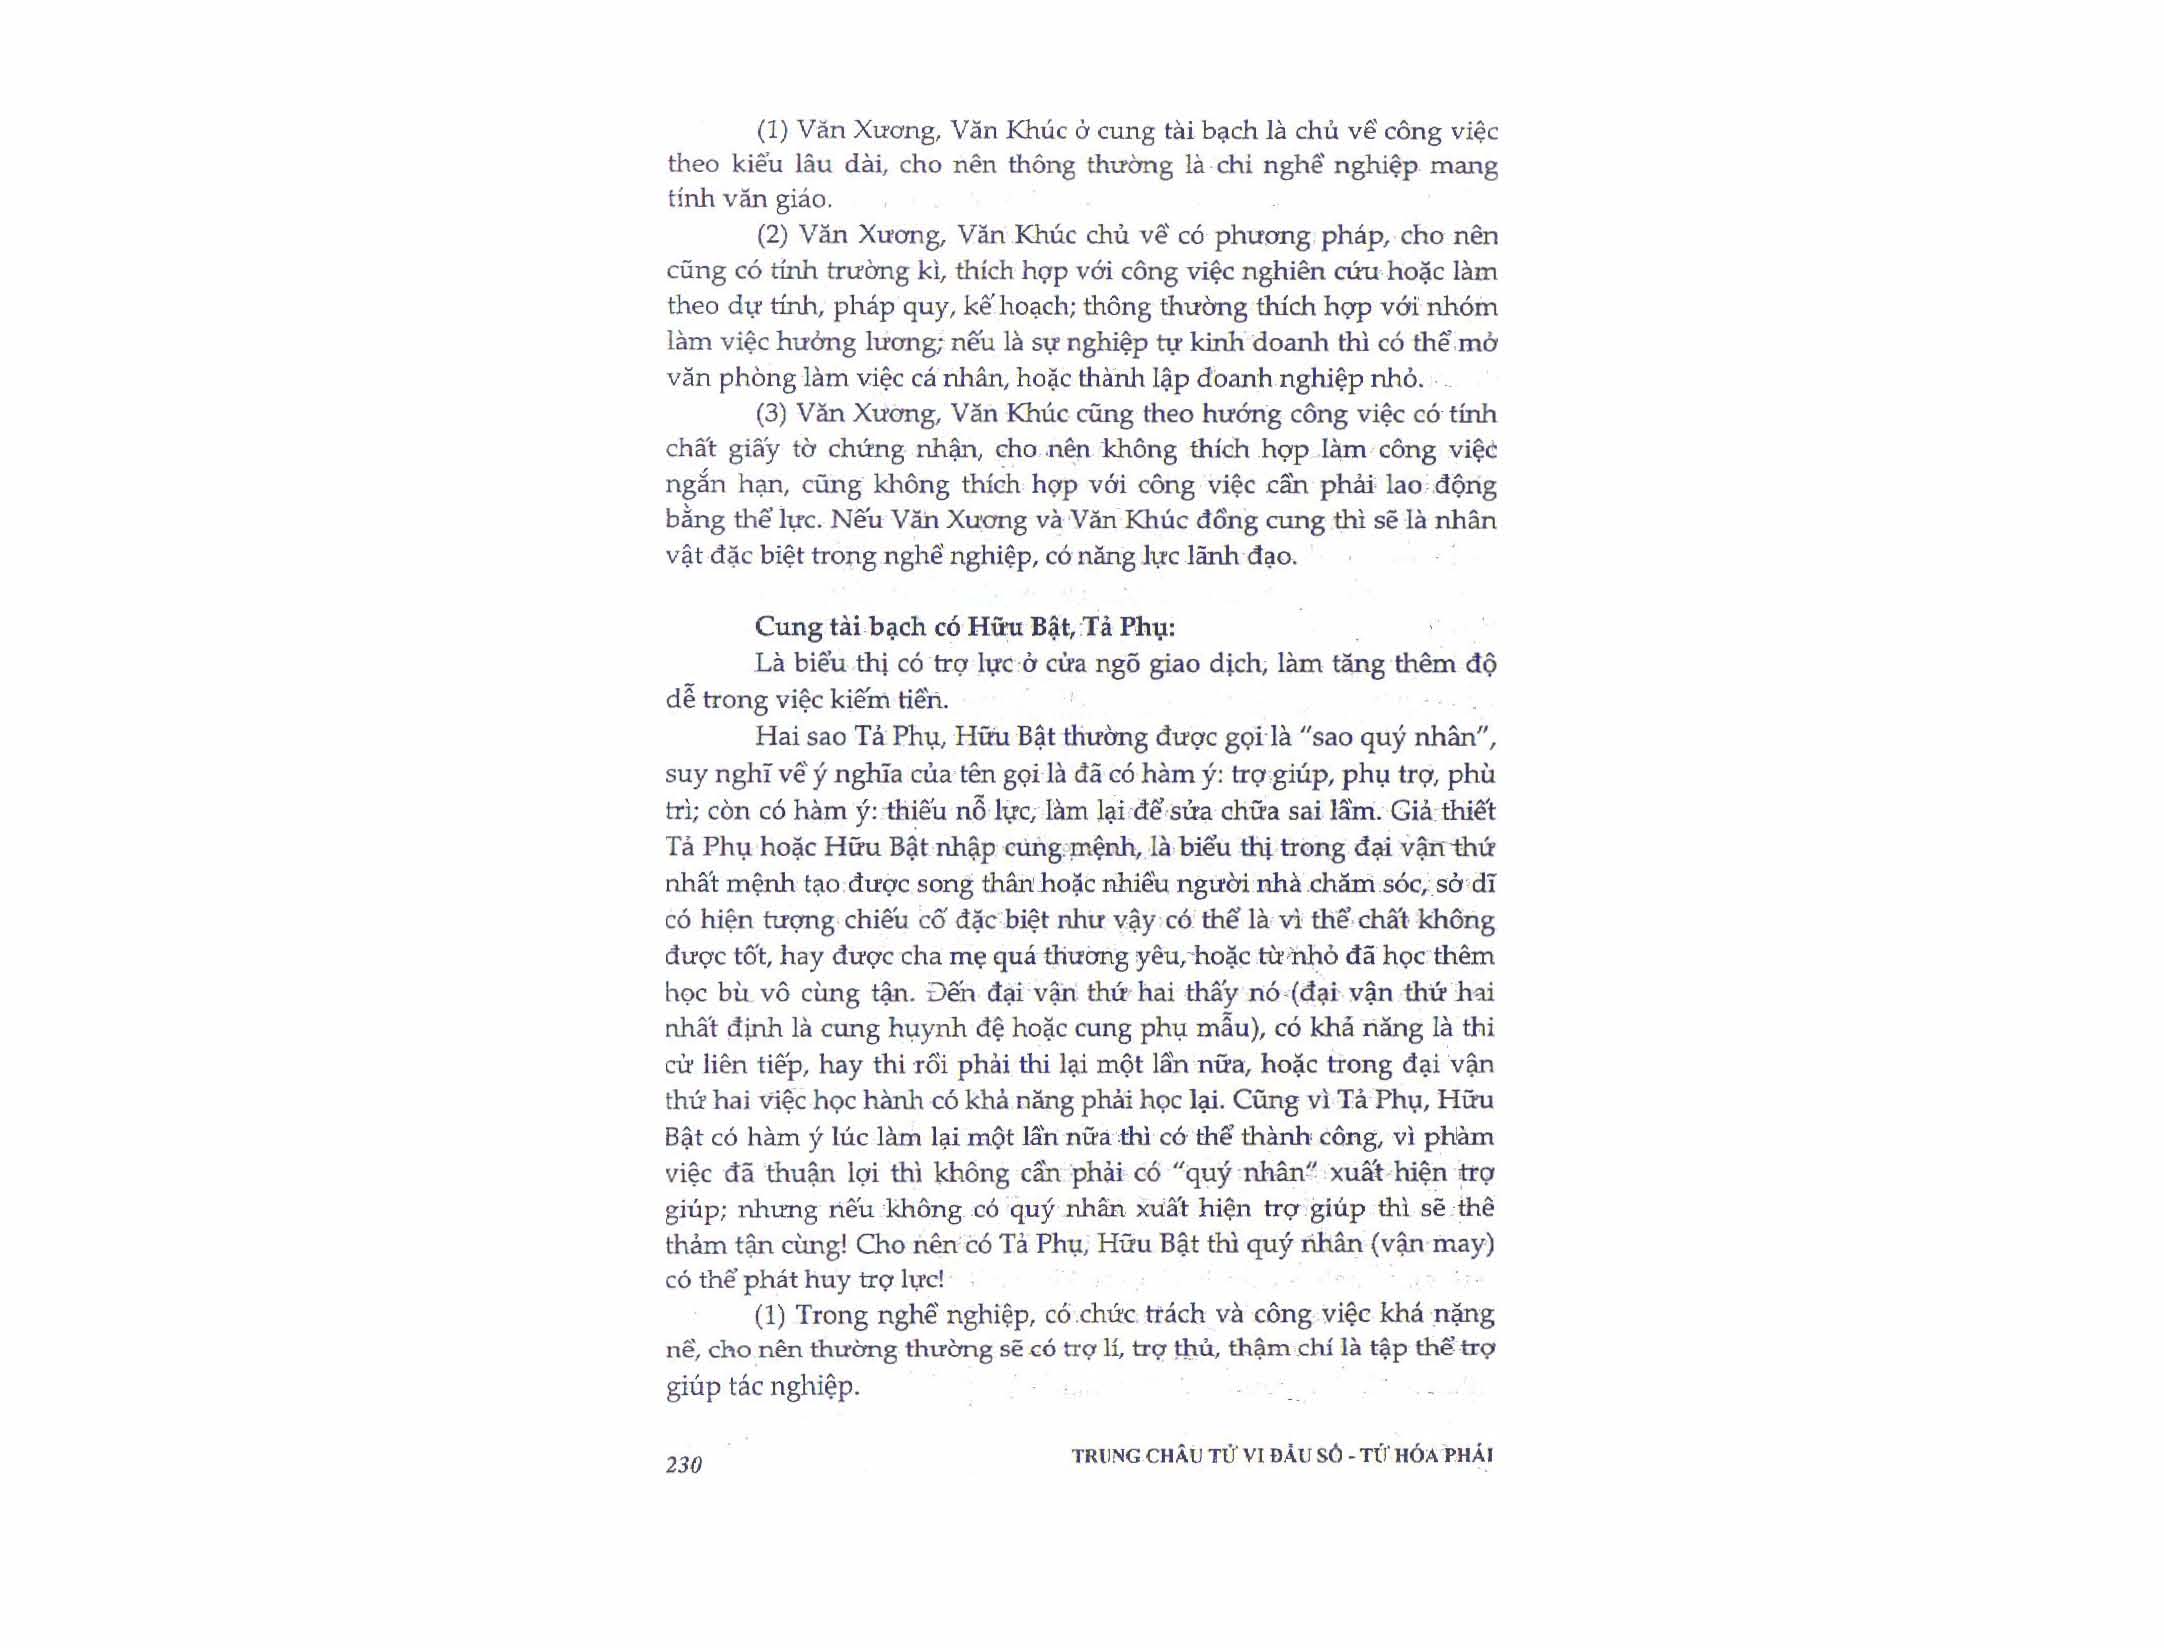 (1) Văn Xương, Văn Khúc ở cung tài bạch là chủ về công việc
theo kiểu lâu dài, cho nên thông thường là chỉ nghề nghiệp mang
tính văn giáo.
(2) Văn Xương, Văn Khúc chủ về có phương pháp, cho nên
cũng có tính trường kì, thích hợp với công việc nghiên cứu hoặc làm
theo dự tính, pháp quy, kế hoạch; thông thường thích hợp với nhóm
làm việc hưởng lương; nếu là sự nghiệp tự kinh doanh thì có thể mở
văn phòng làm việc cá nhân, hoặc thành lập doanh nghiệp nhỏ.
(3) Văn Xương, Văn Khúc cũng theo hướng công việc có tính
chất giấy tờ chứng nhận, cho nên không thích hợp làm công việc
ngắn hạn, cũng không thích hợp với công việc cần phải lao động
bằng thể lực. Nếu Văn Xương và Văn Khúc đồng cung thì sẽ là nhân
vật đặc biệt trong nghề nghiệp, có năng lực lãnh đạo.
Cung tài bạch có Hữu Bật, Tả Phụ:
Là biểu thị có trợ lực ở cửa ngõ giao dịch, làm tăng thêm độ
dễ trong việc kiếm tiền.
Hai sao Tả Phụ, Hữu Bật thường được gọi là "sao quý nhân",
suy nghĩ về ý nghĩa của tên gọi là đã có hàm ý: trợ giúp, phụ trợ, phù
trì; còn có hàm ý: thiếu nỗ lực, làm lại để sửa chữa sai lầm. Giả thiết
Tả Phụ hoặc Hữu Bật nhập cung mệnh, là biểu thị trong đại vận thứ
nhất mệnh tạo được song thân hoặc nhiều người nhà chăm sóc, sở dĩ
có hiện tượng chiếu cố đặc biệt như vậy có thể là vì thể chất không
được tốt, hay được cha mẹ quá thương yêu, hoặc từ nhỏ đã học thêm
học bù vô cùng tận. Đến đại vận thứ hai thấy nó (đại vận thứ hai
nhất định là cung huynh đệ hoặc cung phụ mẫu), có khả năng là thi
cử liên tiếp, hay thi rồi phải thi lại một lần nữa, hoặc trong đại vận
thứ hai việc học hành có khả năng phải học lại. Cũng vì Tả Phụ, Hữu
Bật có hàm ý lúc làm lại một lần nữa thì có thể thành công, vì phàm
việc đã thuận lợi thì không cần phải có "quý nhân" xuất hiện trợ
giúp; nhưng nếu không có quý nhân xuất hiện trợ giúp thì sẽ thê
thảm tận cùng! Cho nên có Tả Phụ, Hữu Bật thì quý nhân (vận may)
có thể phát huy trợ lực!
(1) Trong nghề nghiệp, có chức trách và công việc khá nặng
nề, cho nên thường thường sẽ có trợ lí, trợ thủ, thậm chí là tập thể trợ
giúp tác nghiệp.
230
TRUNG CHÂU TỬ VI ĐẨU SỐ - TỨ HÓA PHÁI